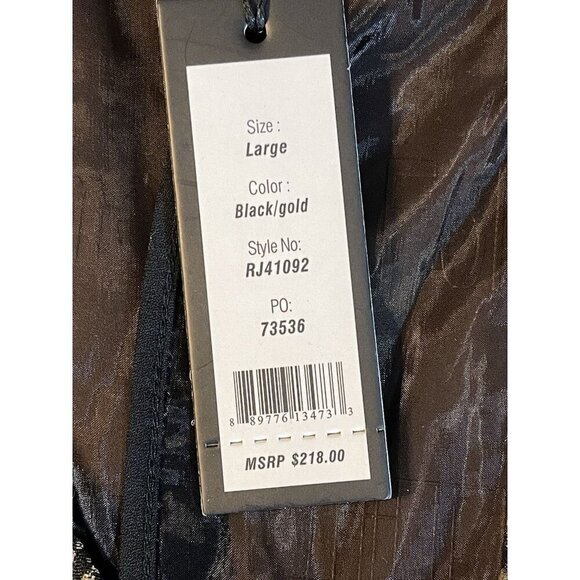 Size :
Large
Color :
Black/gold
Style No:
RJ41092
PO:
73536
8 89776 13473 3
MSRP $218.00